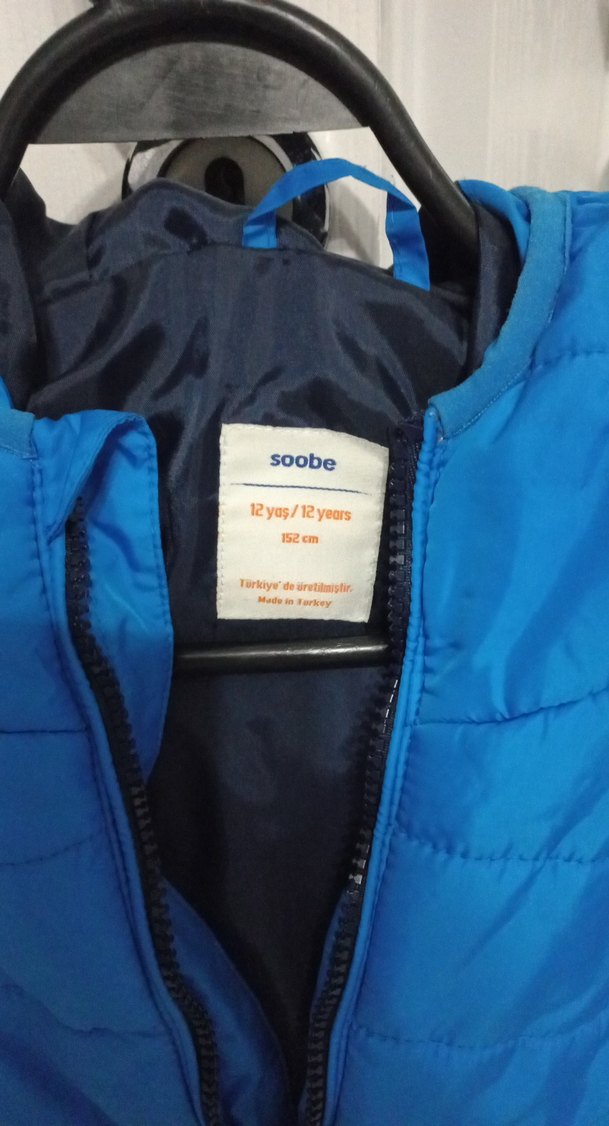 soobe
12 yaş / 12 years
152 cm
Türkiye' de üretilmiştir.
Made in Turkey